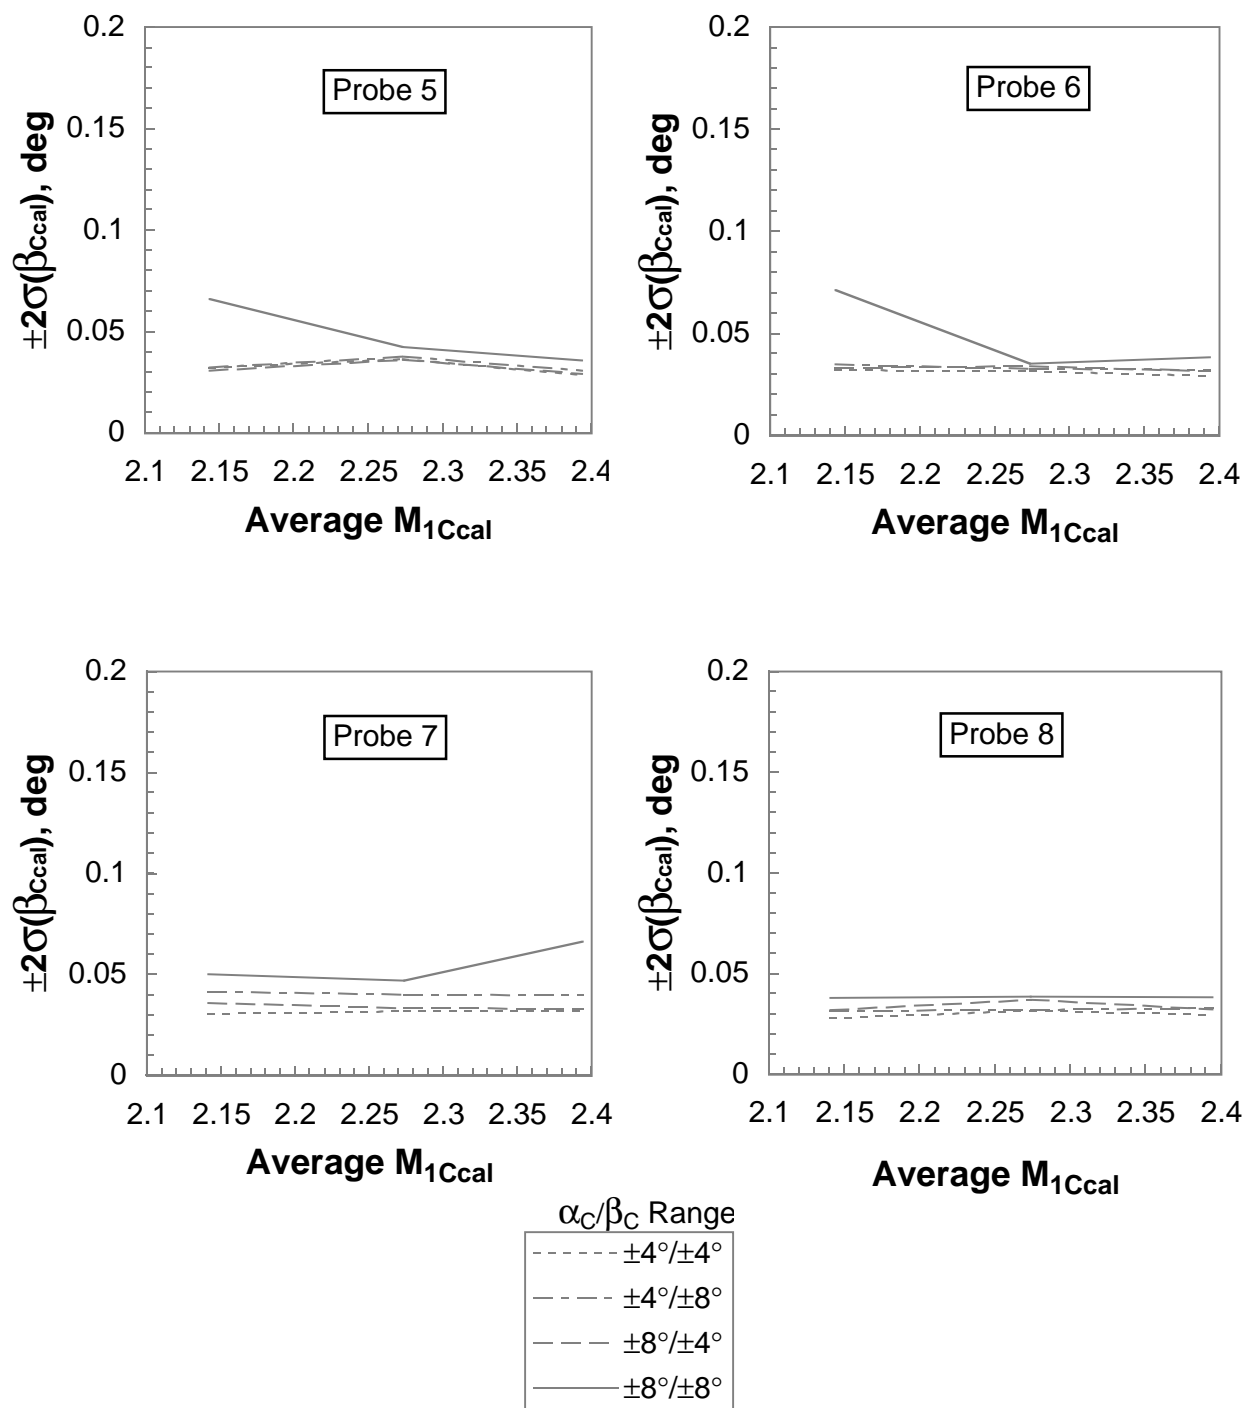 0.2
0.15
0.1
0.05
0
±2σ(βCcal), deg
Probe 5
2.1 2.15 2.2 2.25 2.3 2.35 2.4
Average M1Ccal
0.2
0.15
0.1
0.05
0
±2σ(βCcal), deg
Probe 6
2.1 2.15 2.2 2.25 2.3 2.35 2.4
Average M1Ccal
0.2
0.15
0.1
0.05
0
±2σ(βCcal), deg
Probe 7
2.1 2.15 2.2 2.25 2.3 2.35 2.4
Average M1Ccal
0.2
0.15
0.1
0.05
0
±2σ(βCcal), deg
Probe 8
2.1 2.15 2.2 2.25 2.3 2.35 2.4
Average M1Ccal
αC/βC Range
±4°/±4°
±4°/±8°
±8°/±4°
±8°/±8°